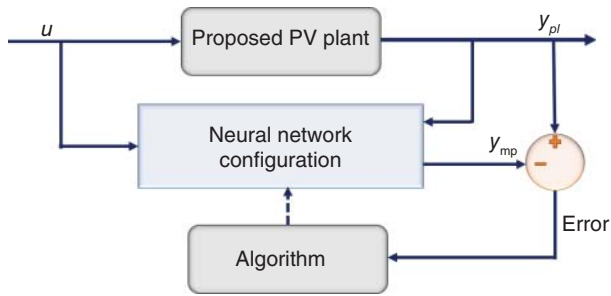 u
Proposed PV plant
y_pl
Neural network
configuration
y_mp
+
–
Error
Algorithm